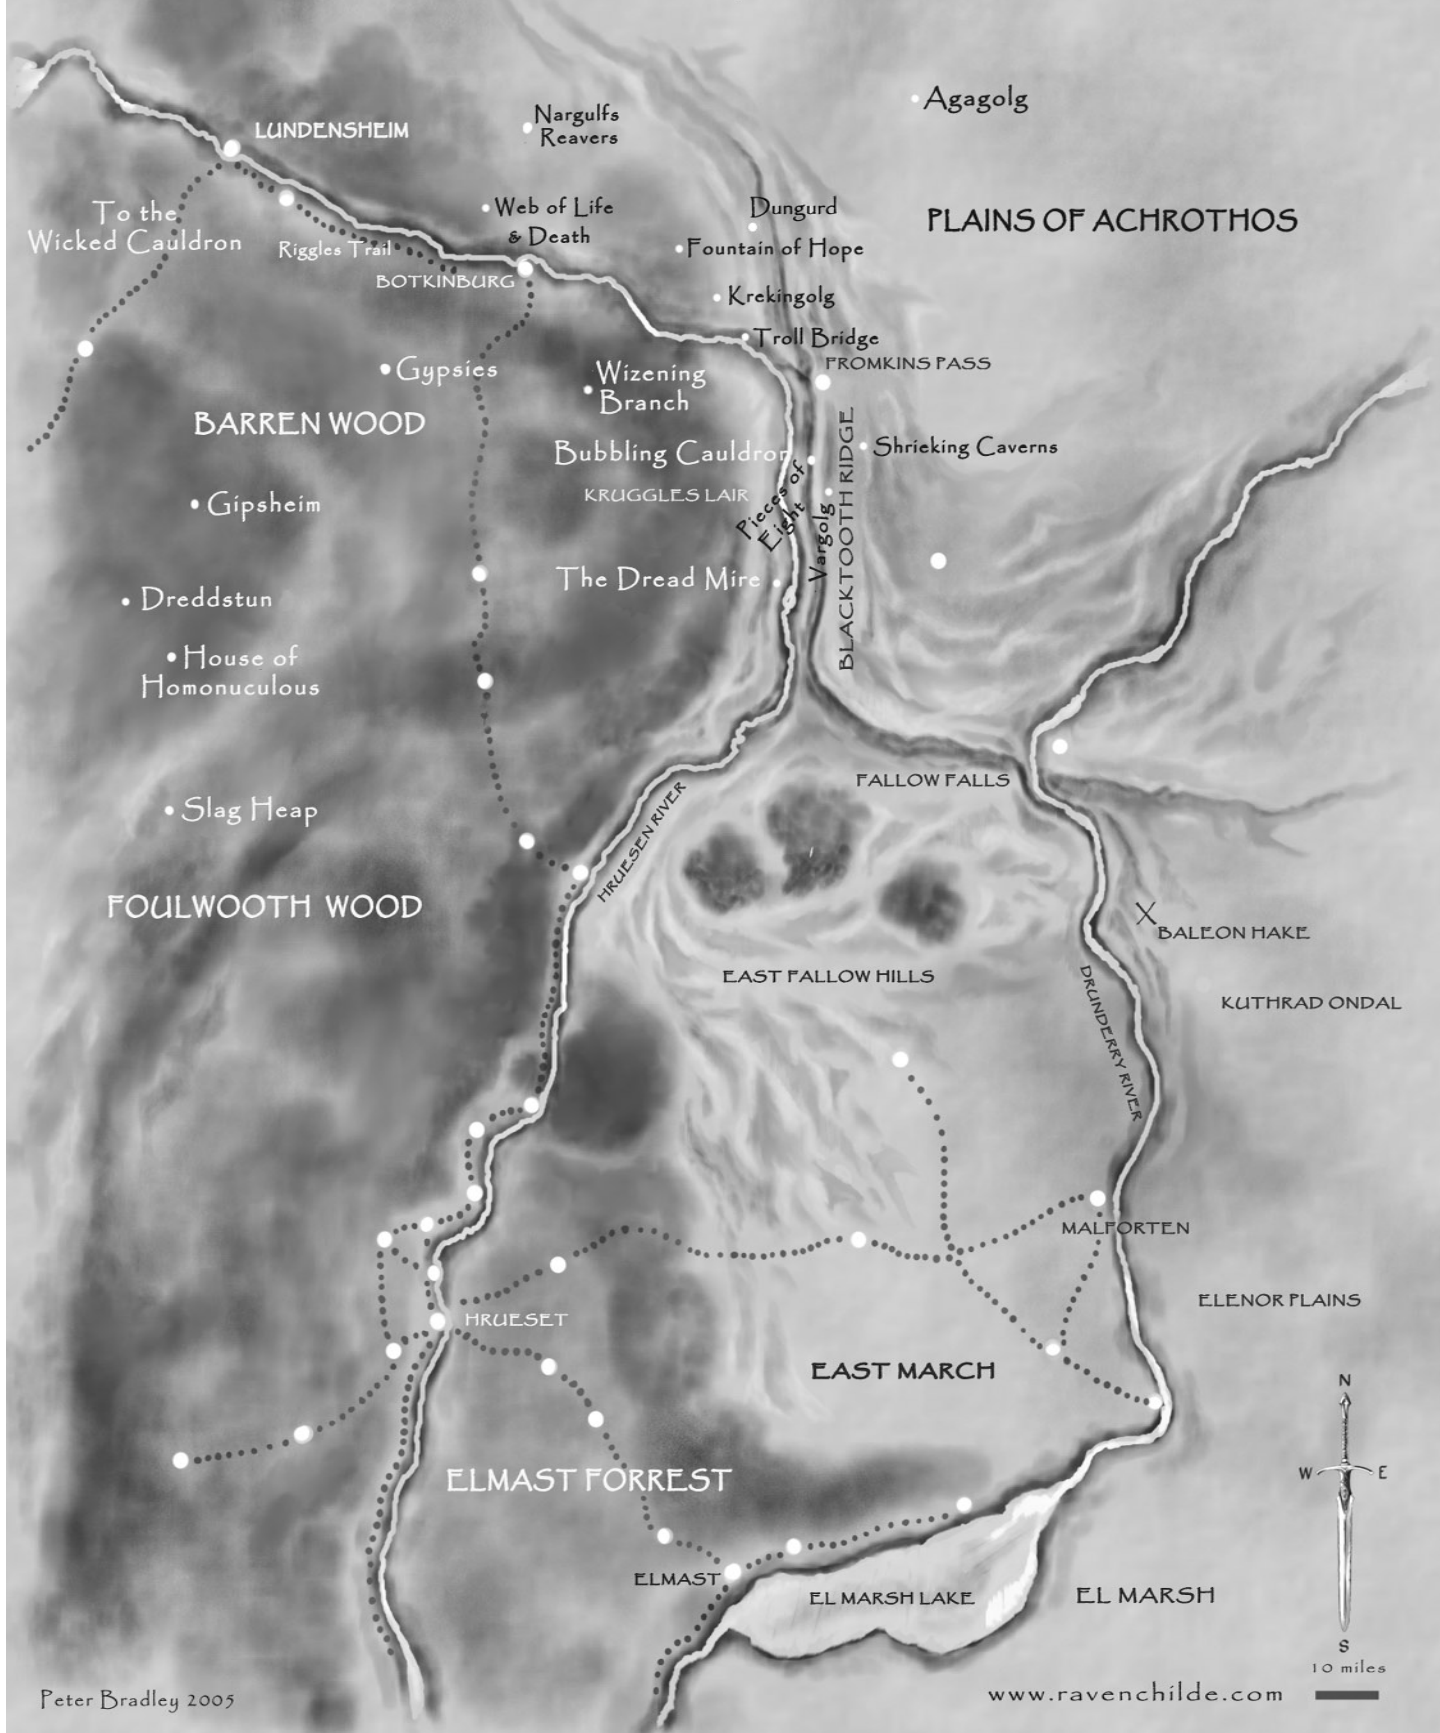 Agagolg
Nargulfs
Reavers
LUNDENSHEIM
To the
Wicked Cauldron
Web of Life
& Death
Dungurd
PLAINS OF ACHROTHOS
Riggles Trail
Fountain of Hope
BOTKINBURG
Krekingolg
Troll Bridge
FROMKINS PASS
Gypsies
Wizening
Branch
BARREN WOOD
Bubbling Cauldron
Shrieking Caverns
KRUGGLES LAIR
Pieces of
Eight
Vargolg
BLACKTOOTH RIDGE
Gipsheim
The Dread Mire
Dreddstun
House of
Homonuculous
FALLOW FALLS
Slag Heap
HRUESEN RIVER
FOULWOOTH WOOD
X
BALEON HAKE
EAST FALLOW HILLS
KUTHRAD ONDAL
DRUNDERRY RIVER
MALFORTEN
ELENOR PLAINS
HRUESET
EAST MARCH
N
W E
S
ELMAST FORREST
ELMAST
EL MARSH LAKE
EL MARSH
10 miles
Peter Bradley 2005
www.ravenchilde.com